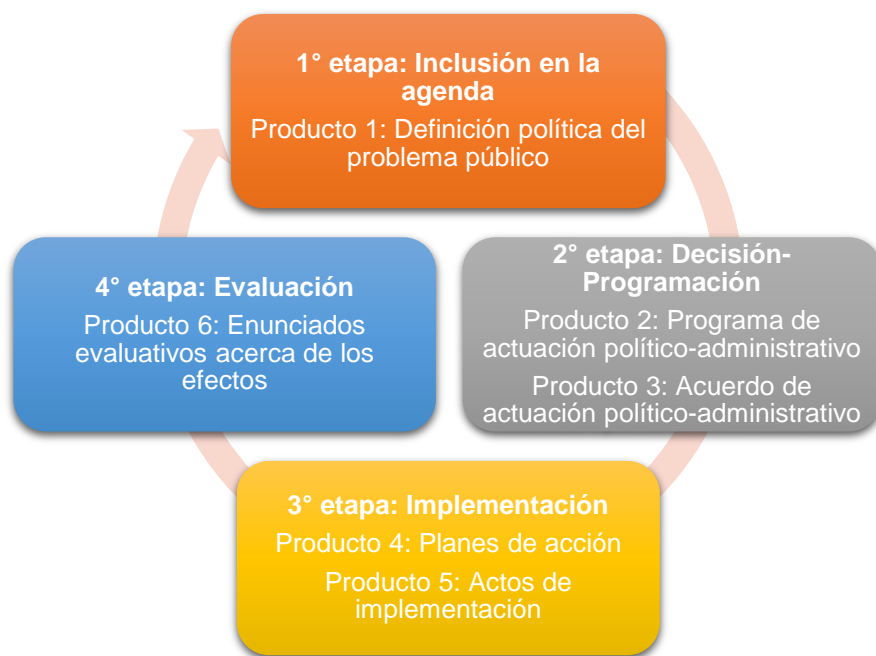 1° etapa: Inclusión en la
agenda
Producto 1: Definición política del
problema público
2° etapa: Decisión-
Programación
Producto 2: Programa de
actuación político-administrativo
Producto 3: Acuerdo de
actuación político-administrativo
3° etapa: Implementación
Producto 4: Planes de acción
Producto 5: Actos de
implementación
4° etapa: Evaluación
Producto 6: Enunciados
evaluativos acerca de los
efectos